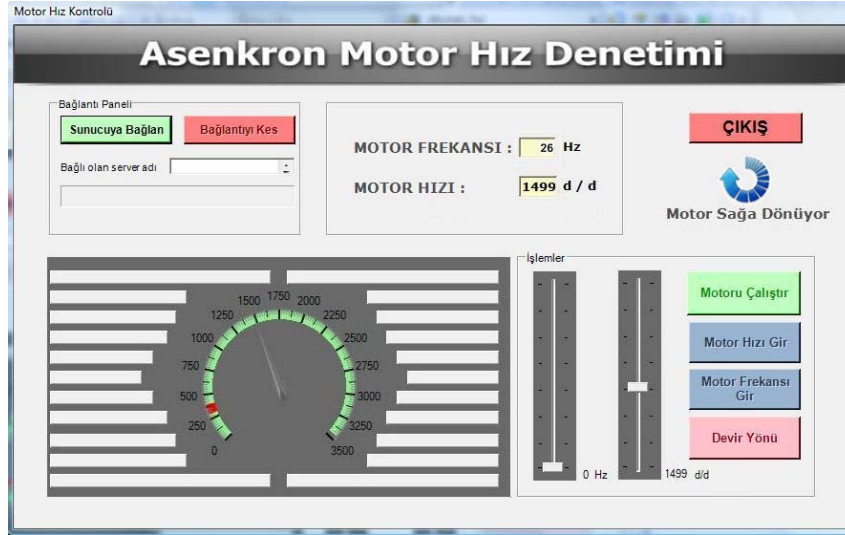 Motor Hız Kontrolü
Asenkron Motor Hız Denetimi
Bağlantı Paneli
Sunucuya Bağlan
Bağlantıyı Kes
Bağlı olan server adı
MOTOR FREKANSI : 26 Hz
MOTOR HIZI : 1499 d / d
ÇIKIŞ
Motor Sağa Dönüyor
0
250
500
750
1000
1250
1500
1750
2000
2250
2500
2750
3000
3250
3500
İşlemler
0 Hz
1499 d/d
Motoru Çalıştır
Motor Hızı Gir
Motor Frekansı
Gir
Devir Yönü